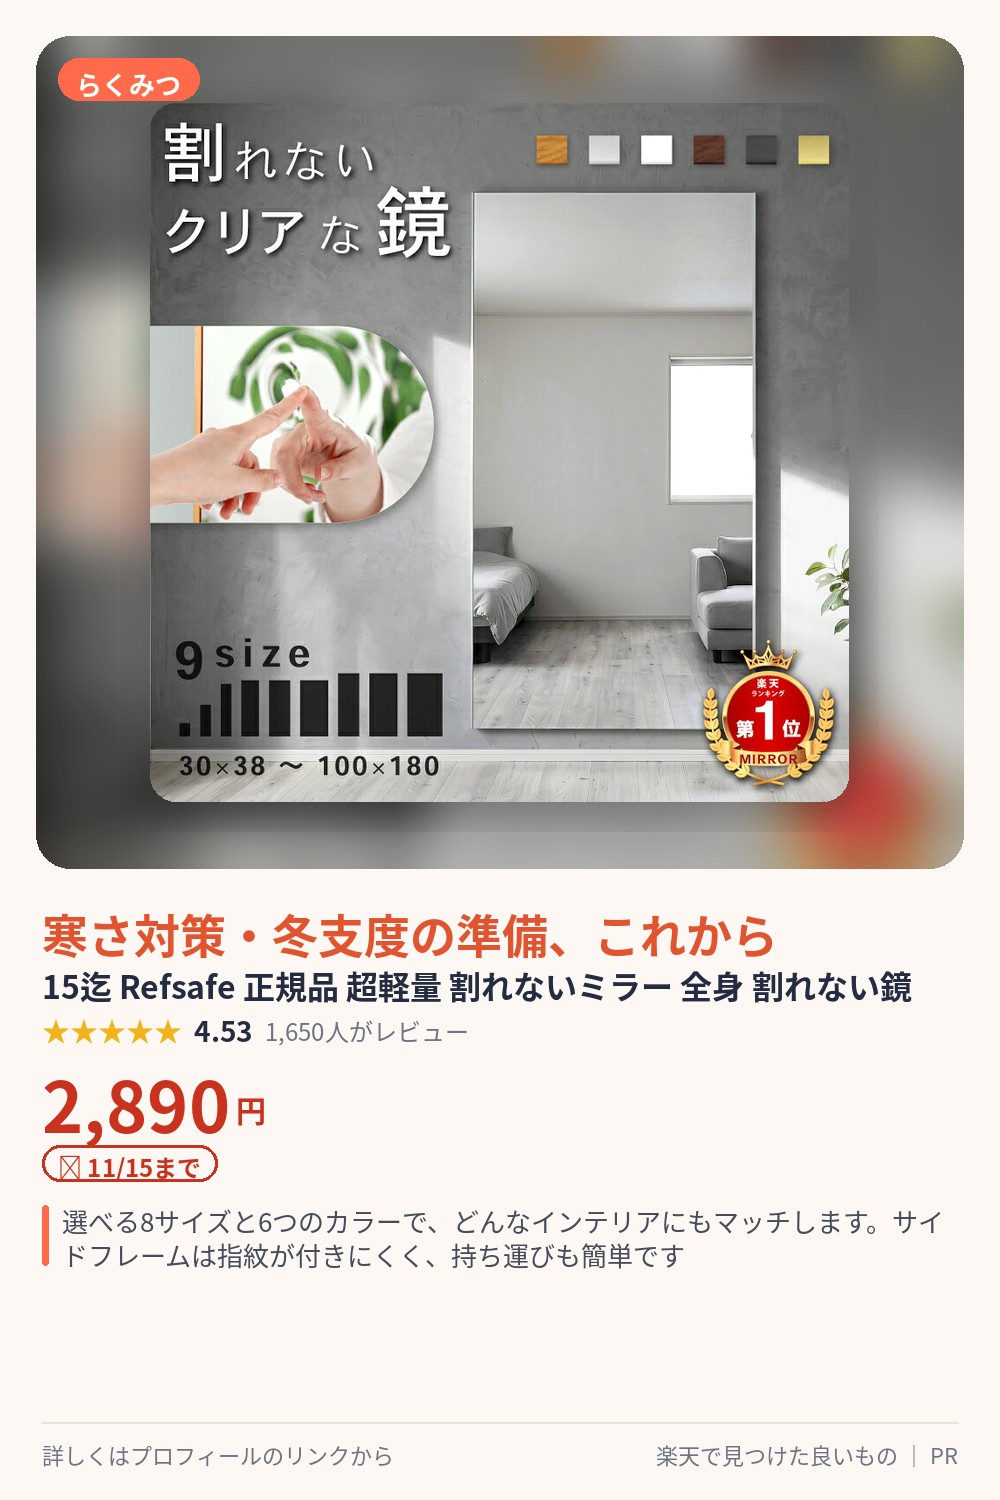 らくみつ
割れない
クリアな鏡
9size
30×38 ～ 100×180
楽天
ランキング
第1位
MIRROR
寒さ対策・冬支度の準備、これから
15迄 Refsafe 正規品 超軽量 割れないミラー 全身 割れない鏡
★★★★★ 4.53 1,650人がレビュー
2,890円
11/15まで
選べる8サイズと6つのカラーで、どんなインテリアにもマッチします。サイ
ドフレームは指紋が付きにくく、持ち運びも簡単です
詳しくはプロフィールのリンクから
楽天で見つけた良いもの | PR